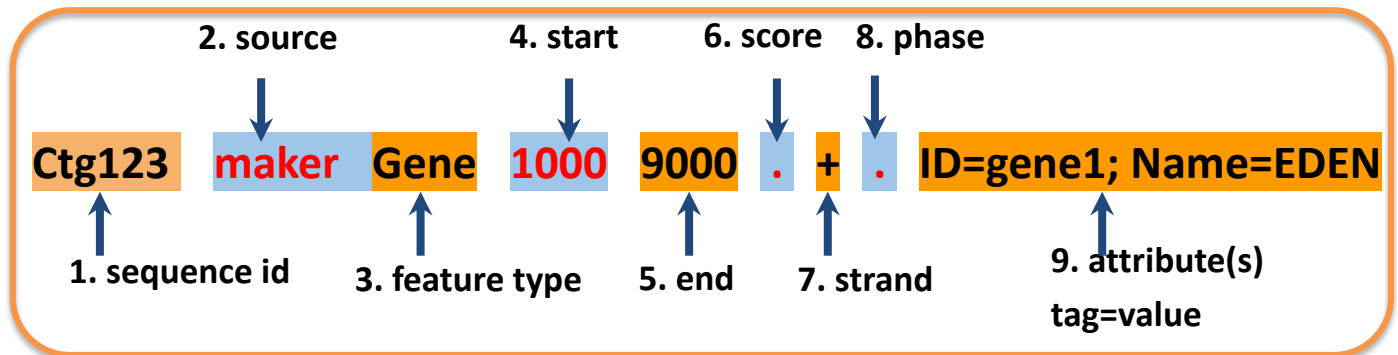 2. source 4. start 6. score 8. phase
Ctg123 maker Gene 1000 9000 . + . ID=gene1; Name=EDEN
1. sequence id 3. feature type 5. end 7. strand 9. attribute(s)
tag=value